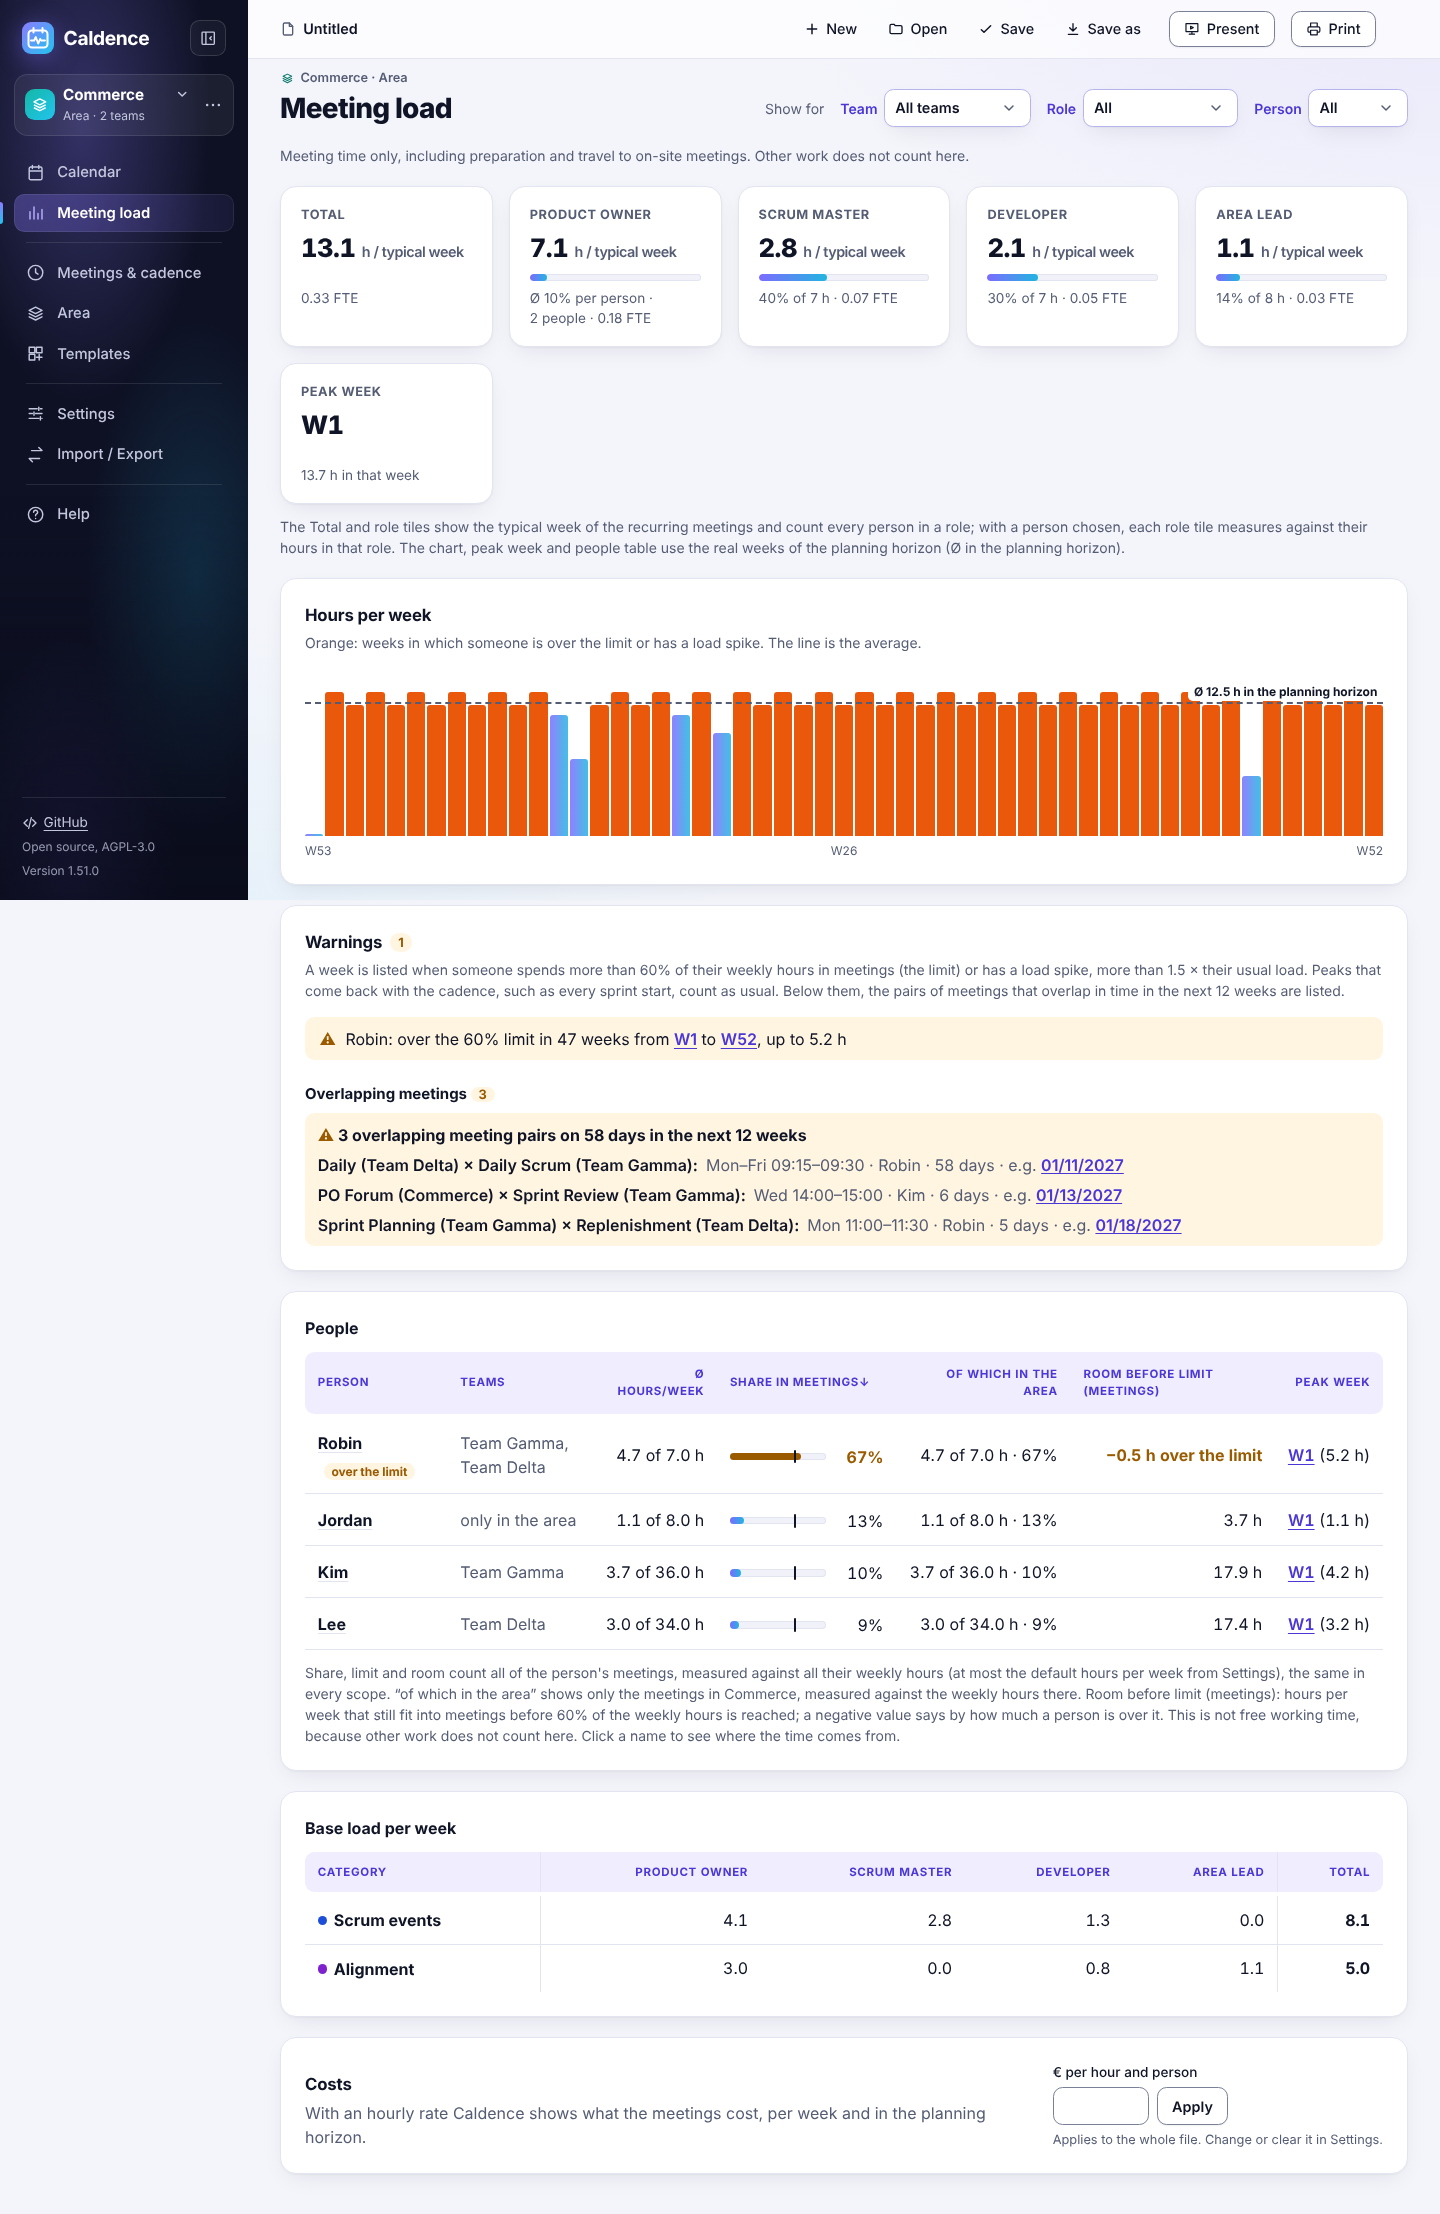 Caldence
Commerce
Area · 2 teams
Calendar
Meeting load
Meetings & cadence
Area
Templates
Settings
Import / Export
Help
GitHub
Open source, AGPL-3.0
Version 1.51.0
Untitled
New
Open
Save
Save as
Present
Print
Commerce · Area
Meeting load
Show for
Team
All teams
Role
All
Person
All
Meeting time only, including preparation and travel to on-site meetings. Other work does not count here.
TOTAL
13.1 h / typical week
0.33 FTE
PRODUCT OWNER
7.1 h / typical week
Ø 10% per person ·
2 people · 0.18 FTE
SCRUM MASTER
2.8 h / typical week
40% of 7 h · 0.07 FTE
DEVELOPER
2.1 h / typical week
30% of 7 h · 0.05 FTE
AREA LEAD
1.1 h / typical week
14% of 8 h · 0.03 FTE
PEAK WEEK
W1
13.7 h in that week
The Total and role tiles show the typical week of the recurring meetings and count every person in a role; with a person chosen, each role tile measures against their
hours in that role. The chart, peak week and people table use the real weeks of the planning horizon (Ø in the planning horizon).
Hours per week
Orange: weeks in which someone is over the limit or has a load spike. The line is the average.
Ø 12.5 h in the planning horizon
W53
W26
W52
Warnings 1
A week is listed when someone spends more than 60% of their weekly hours in meetings (the limit) or has a load spike, more than 1.5 × their usual load. Peaks that
come back with the cadence, such as every sprint start, count as usual. Below them, the pairs of meetings that overlap in time in the next 12 weeks are listed.
Robin: over the 60% limit in 47 weeks from W1 to W52, up to 5.2 h
Overlapping meetings 3
3 overlapping meeting pairs on 58 days in the next 12 weeks
Daily (Team Delta) × Daily Scrum (Team Gamma): Mon–Fri 09:15–09:30 · Robin · 58 days · e.g. 01/11/2027
PO Forum (Commerce) × Sprint Review (Team Gamma): Wed 14:00–15:00 · Kim · 6 days · e.g. 01/13/2027
Sprint Planning (Team Gamma) × Replenishment (Team Delta): Mon 11:00–11:30 · Robin · 5 days · e.g. 01/18/2027
People
PERSON
TEAMS
Ø
HOURS/WEEK
SHARE IN MEETINGS↓
OF WHICH IN THE
AREA
ROOM BEFORE LIMIT
(MEETINGS)
PEAK WEEK
Robin
over the limit
Team Gamma,
Team Delta
4.7 of 7.0 h
67%
4.7 of 7.0 h · 67%
−0.5 h over the limit
W1 (5.2 h)
Jordan
only in the area
1.1 of 8.0 h
13%
1.1 of 8.0 h · 13%
3.7 h
W1 (1.1 h)
Kim
Team Gamma
3.7 of 36.0 h
10%
3.7 of 36.0 h · 10%
17.9 h
W1 (4.2 h)
Lee
Team Delta
3.0 of 34.0 h
9%
3.0 of 34.0 h · 9%
17.4 h
W1 (3.2 h)
Share, limit and room count all of the person's meetings, measured against all their weekly hours (at most the default hours per week from Settings), the same in
every scope. “of which in the area” shows only the meetings in Commerce, measured against the weekly hours there. Room before limit (meetings): hours per
week that still fit into meetings before 60% of the weekly hours is reached; a negative value says by how much a person is over it. This is not free working time,
because other work does not count here. Click a name to see where the time comes from.
Base load per week
CATEGORY
PRODUCT OWNER
SCRUM MASTER
DEVELOPER
AREA LEAD
TOTAL
Scrum events
4.1
2.8
1.3
0.0
8.1
Alignment
3.0
0.0
0.8
1.1
5.0
Costs
With an hourly rate Caldence shows what the meetings cost, per week and in the planning
horizon.
€ per hour and person
Apply
Applies to the whole file. Change or clear it in Settings.